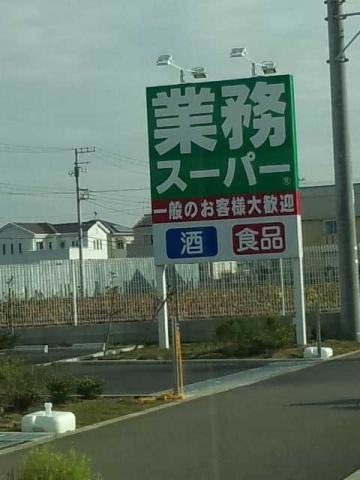 業務
スーパー®
一般のお客様大歓迎
酒 食品